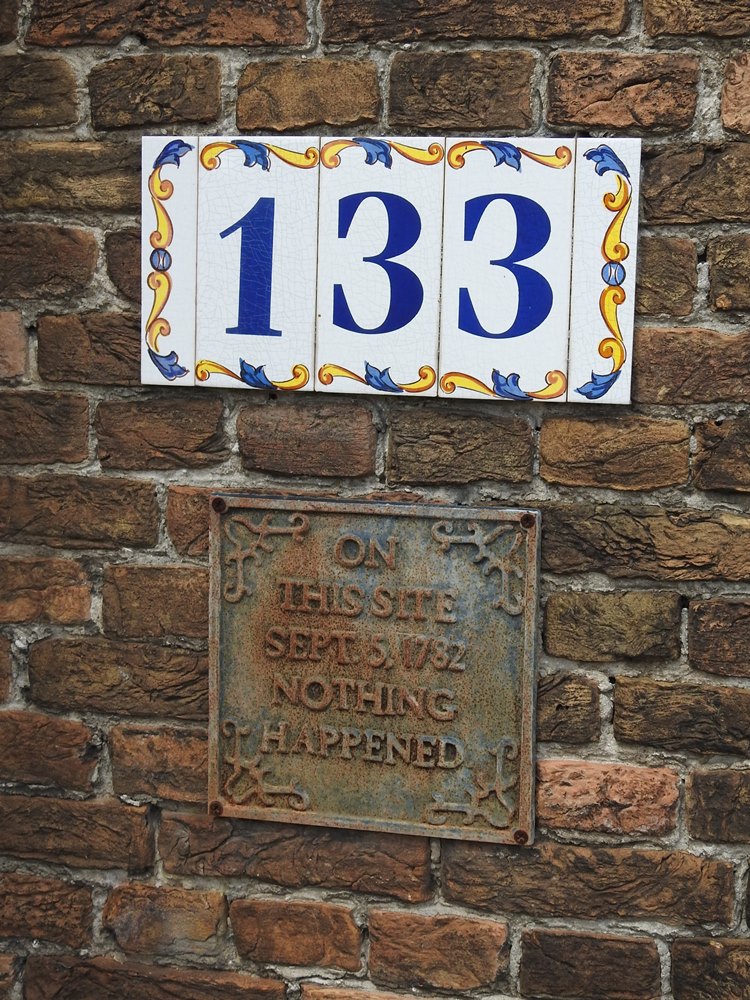 133
ON
THIS SITE
SEPT. 5, 1782
NOTHING
HAPPENED